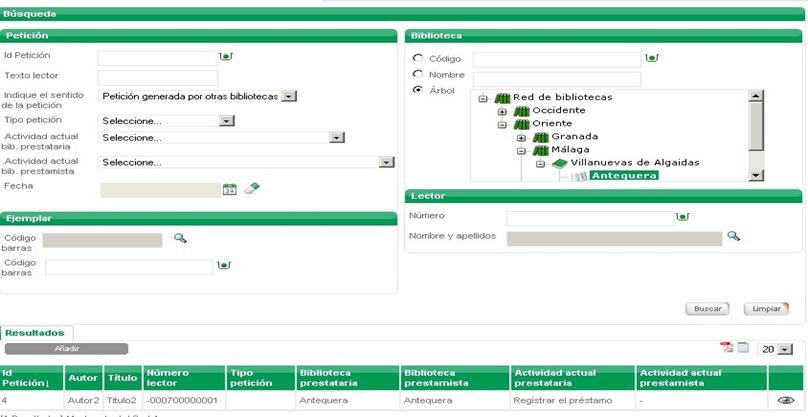 Búsqueda
Petición
Id Petición
Texto lector
Indique el sentido
de la petición
Petición generada por otras bibliotecas
Tipo petición
Seleccione...
Actividad actual
bib. prestataria
Seleccione...
Actividad actual
bib. prestamista
Seleccione...
Fecha
31
Ejemplar
Código
barras
Código
barras
Biblioteca
Código
Nombre
Árbol
Red de bibliotecas
Occidente
Oriente
Granada
Málaga
Villanuevas de Algaidas
Antequera
Lector
Número
Nombre y apellidos
Buscar
Limpiar
Resultados
Añadir
20
Id Petición↓ Autor Título Número lector Tipo petición Biblioteca prestataria Biblioteca prestamista Actividad actual prestataria Actividad actual prestamista
4 Autor2 Titulo2 -000700000001 Antequera Antequera Registrar el préstamo -